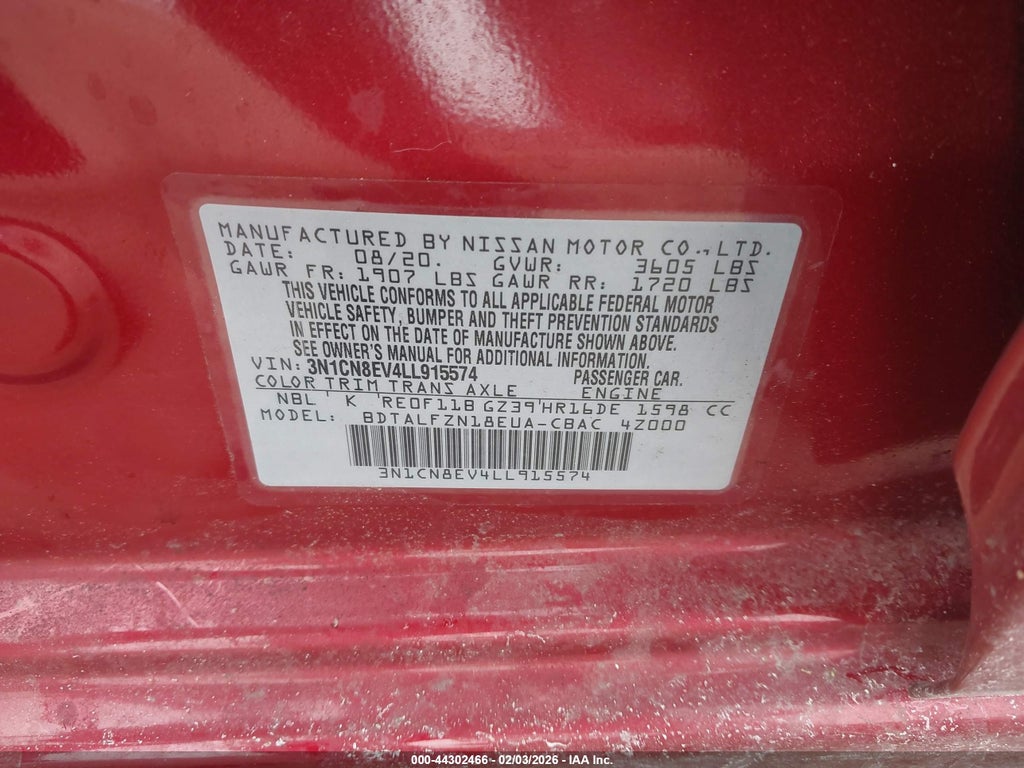 MANUFACTURED BY NISSAN MOTOR CO., LTD.
DATE: 08/20. GVWR: 3605 LBS
GAWR FR: 1907 LBS GAWR RR: 1720 LBS
THIS VEHICLE CONFORMS TO ALL APPLICABLE FEDERAL MOTOR
VEHICLE SAFETY, BUMPER AND THEFT PREVENTION STANDARDS
IN EFFECT ON THE DATE OF MANUFACTURE SHOWN ABOVE.
SEE OWNER'S MANUAL FOR ADDITIONAL INFORMATION.
VIN: 3N1CN8EV4LL915574 PASSENGER CAR.
COLOR TRIM TRANS AXLE ENGINE
NBL ' K 'RE0F11B GZ39'HR16DE 1598 CC
MODEL: BDTALFZN18EUA-CBAC 4Z000
3N1CN8EV4LL915574
000-44302466 - 02/03/2026 - IAA Inc.